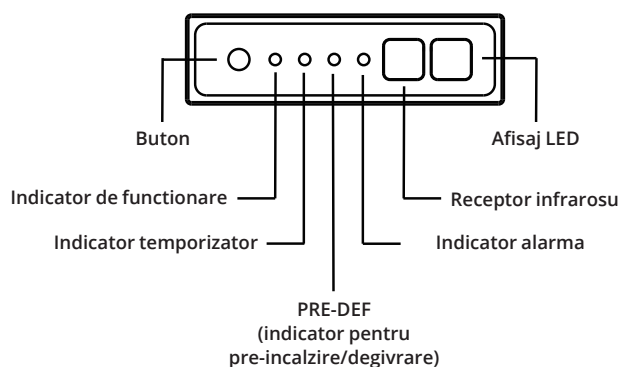 Buton
Afisaj LED
Indicator de functionare
Receptor infrarosu
Indicator temporizator
Indicator alarma
PRE-DEF
(indicator pentru
pre-incalzire/degivrare)